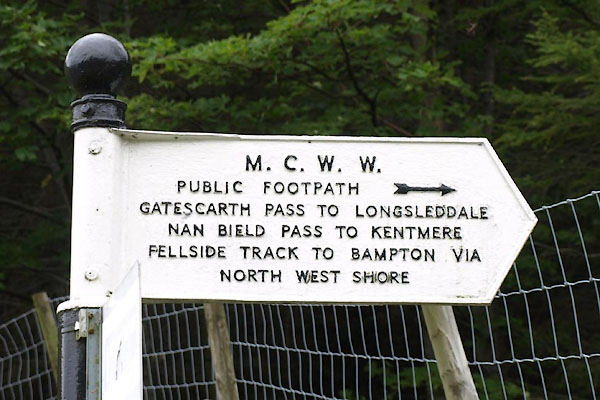 M. C. W. W.
PUBLIC FOOTPATH →
GATESCARTH PASS TO LONGSLEDDALE
NAN BIELD PASS TO KENTMERE
FELLSIDE TRACK TO BAMPTON VIA
NORTH WEST SHORE